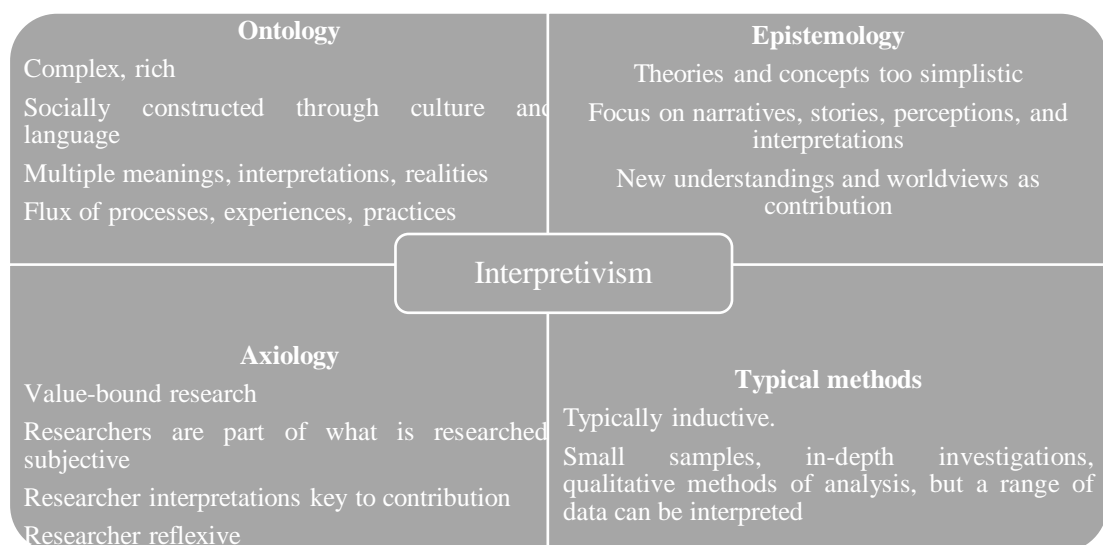 Ontology
Complex, rich
Socially constructed through culture and
language
Multiple meanings, interpretations, realities
Flux of processes, experiences, practices
Epistemology
Theories and concepts too simplistic
Focus on narratives, stories, perceptions, and
interpretations
New understandings and worldviews as
contribution
Interpretivism
Axiology
Value-bound research
Researchers are part of what is researched
subjective
Researcher interpretations key to contribution
Researcher reflexive
Typical methods
Typically inductive.
Small samples, in-depth investigations,
qualitative methods of analysis, but a range of
data can be interpreted